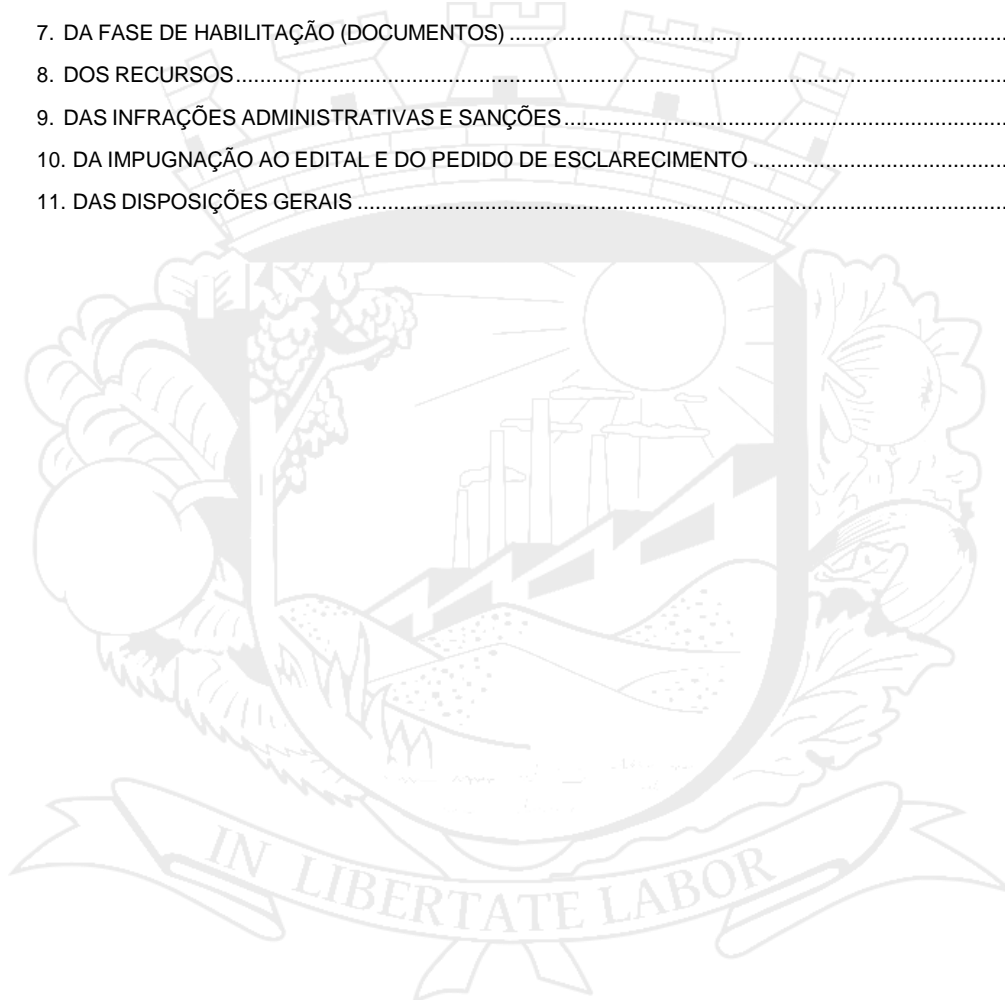 7. DA FASE DE HABILITAÇÃO (DOCUMENTOS) ........................................................................................
8. DOS RECURSOS ........................................................................................................................................
9. DAS INFRAÇÕES ADMINISTRATIVAS E SANÇÕES ..............................................................................
10. DA IMPUGNAÇÃO AO EDITAL E DO PEDIDO DE ESCLARECIMENTO ...........................................
11. DAS DISPOSIÇÕES GERAIS ...................................................................................................................
IN LIBERTATE LABOR